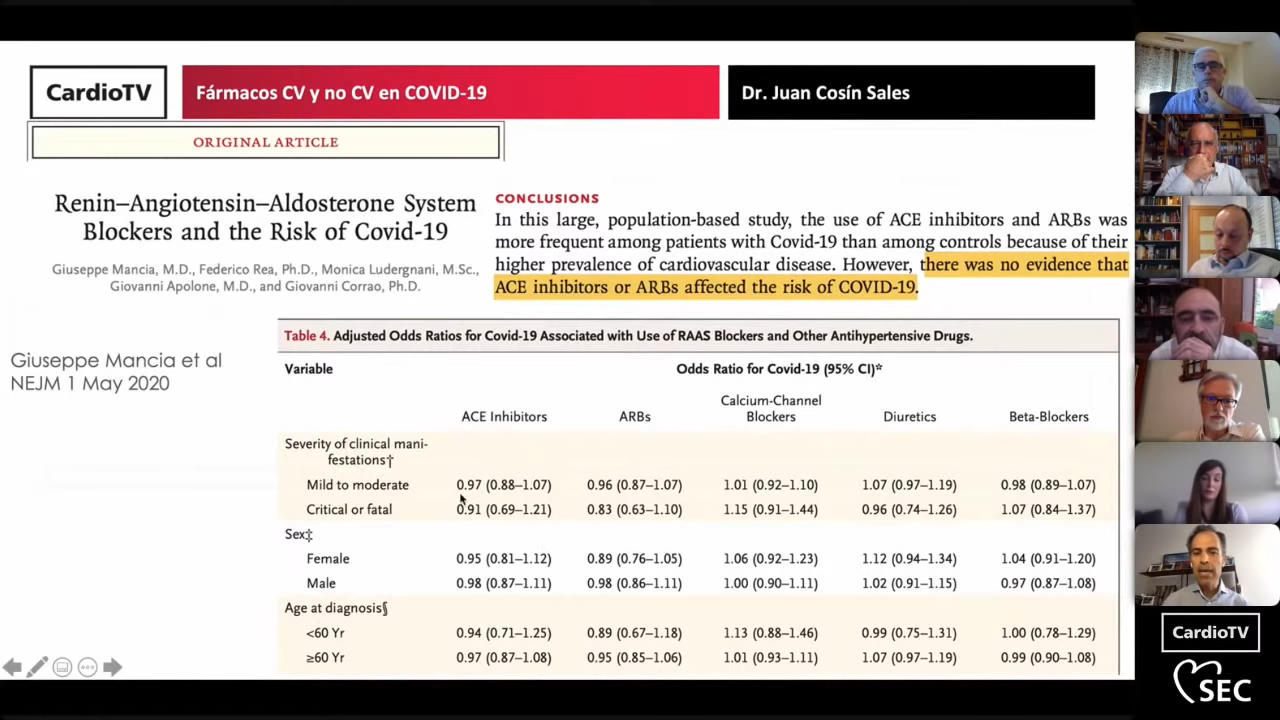 CardioTV
Fármacos CV y no CV en COVID-19
Dr. Juan Cosín Sales
ORIGINAL ARTICLE
Renin–Angiotensin–Aldosterone System
Blockers and the Risk of Covid-19
Giuseppe Mancia, M.D., Federico Rea, Ph.D., Monica Ludergnani, M.Sc.,
Giovanni Apolone, M.D., and Giovanni Corrao, Ph.D.
CONCLUSIONS
In this large, population-based study, the use of ACE inhibitors and ARBs was
more frequent among patients with Covid-19 than among controls because of their
higher prevalence of cardiovascular disease. However, there was no evidence that
ACE inhibitors or ARBs affected the risk of COVID-19.
Giuseppe Mancia et al
NEJM 1 May 2020
Table 4. Adjusted Odds Ratios for Covid-19 Associated with Use of RAAS Blockers and Other Antihypertensive Drugs.
Variable Odds Ratio for Covid-19 (95% CI)*
ACE Inhibitors ARBs Calcium-Channel Blockers Diuretics Beta-Blockers
Severity of clinical mani-
festations†
Mild to moderate 0.97 (0.88–1.07) 0.96 (0.87–1.07) 1.01 (0.92–1.10) 1.07 (0.97–1.19) 0.98 (0.89–1.07)
Critical or fatal 0.91 (0.69–1.21) 0.83 (0.63–1.10) 1.15 (0.91–1.44) 0.96 (0.74–1.26) 1.07 (0.84–1.37)
Sex‡
Female 0.95 (0.81–1.12) 0.89 (0.76–1.05) 1.06 (0.92–1.23) 1.12 (0.94–1.34) 1.04 (0.91–1.20)
Male 0.98 (0.87–1.11) 0.98 (0.86–1.11) 1.00 (0.90–1.11) 1.02 (0.91–1.15) 0.97 (0.87–1.08)
Age at diagnosis§
<60 Yr 0.94 (0.71–1.25) 0.89 (0.67–1.18) 1.13 (0.88–1.46) 0.99 (0.75–1.31) 1.00 (0.78–1.29)
≥60 Yr 0.97 (0.87–1.08) 0.95 (0.85–1.06) 1.01 (0.93–1.11) 1.07 (0.97–1.19) 0.99 (0.90–1.08)
CardioTV
SEC